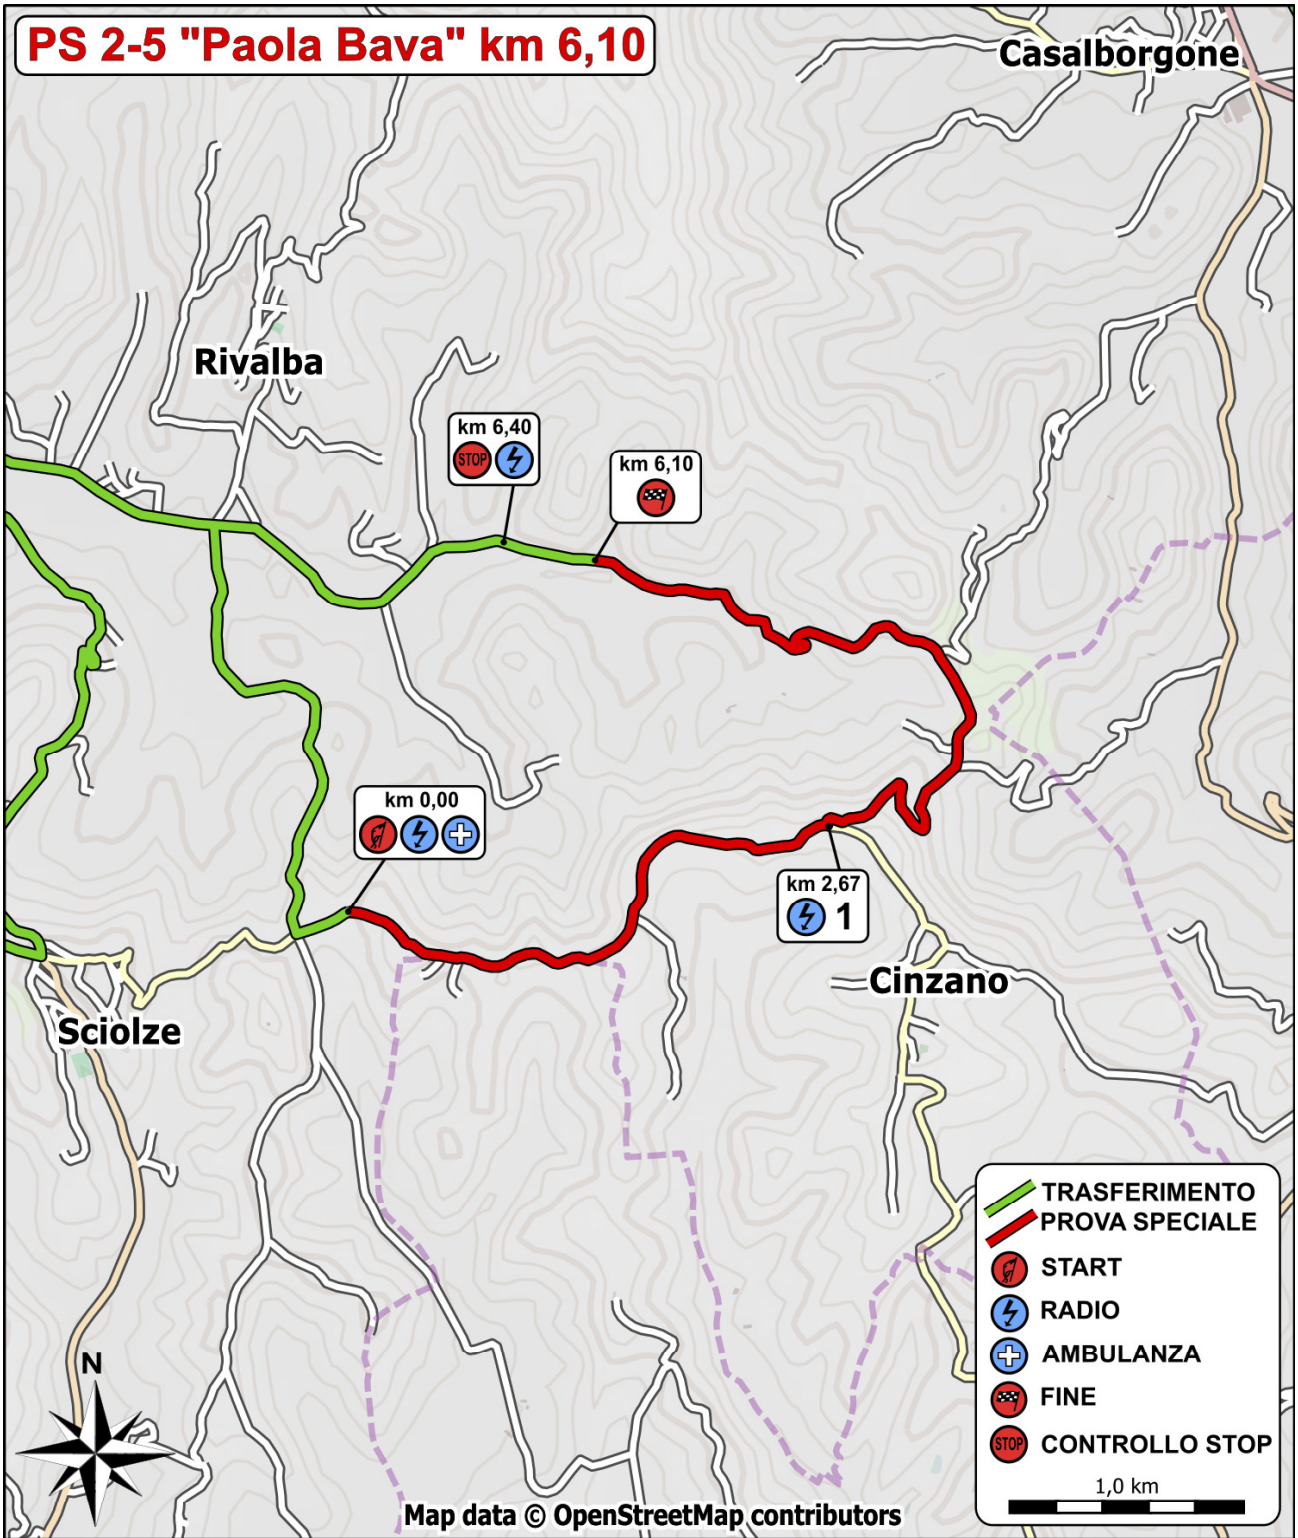 PS 2-5 "Paola Bava" km 6,10
Casalborgone
Rivalba
km 6,40
STOP
km 6,10
km 0,00
km 2,67
1
Cinzano
Sciolze
TRASFERIMENTO
PROVA SPECIALE
START
RADIO
AMBULANZA
FINE
STOP CONTROLLO STOP
1,0 km
N
Map data © OpenStreetMap contributors